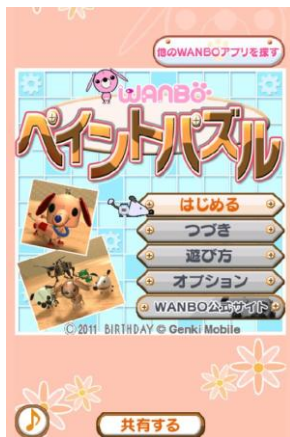 他のWANBOアプリを探す
WANBO
ペイントパズル
はじめる
つづき
遊び方
オプション
WANBO公式サイト
© 2011 BIRTHDAY © Genki Mobile
共有する